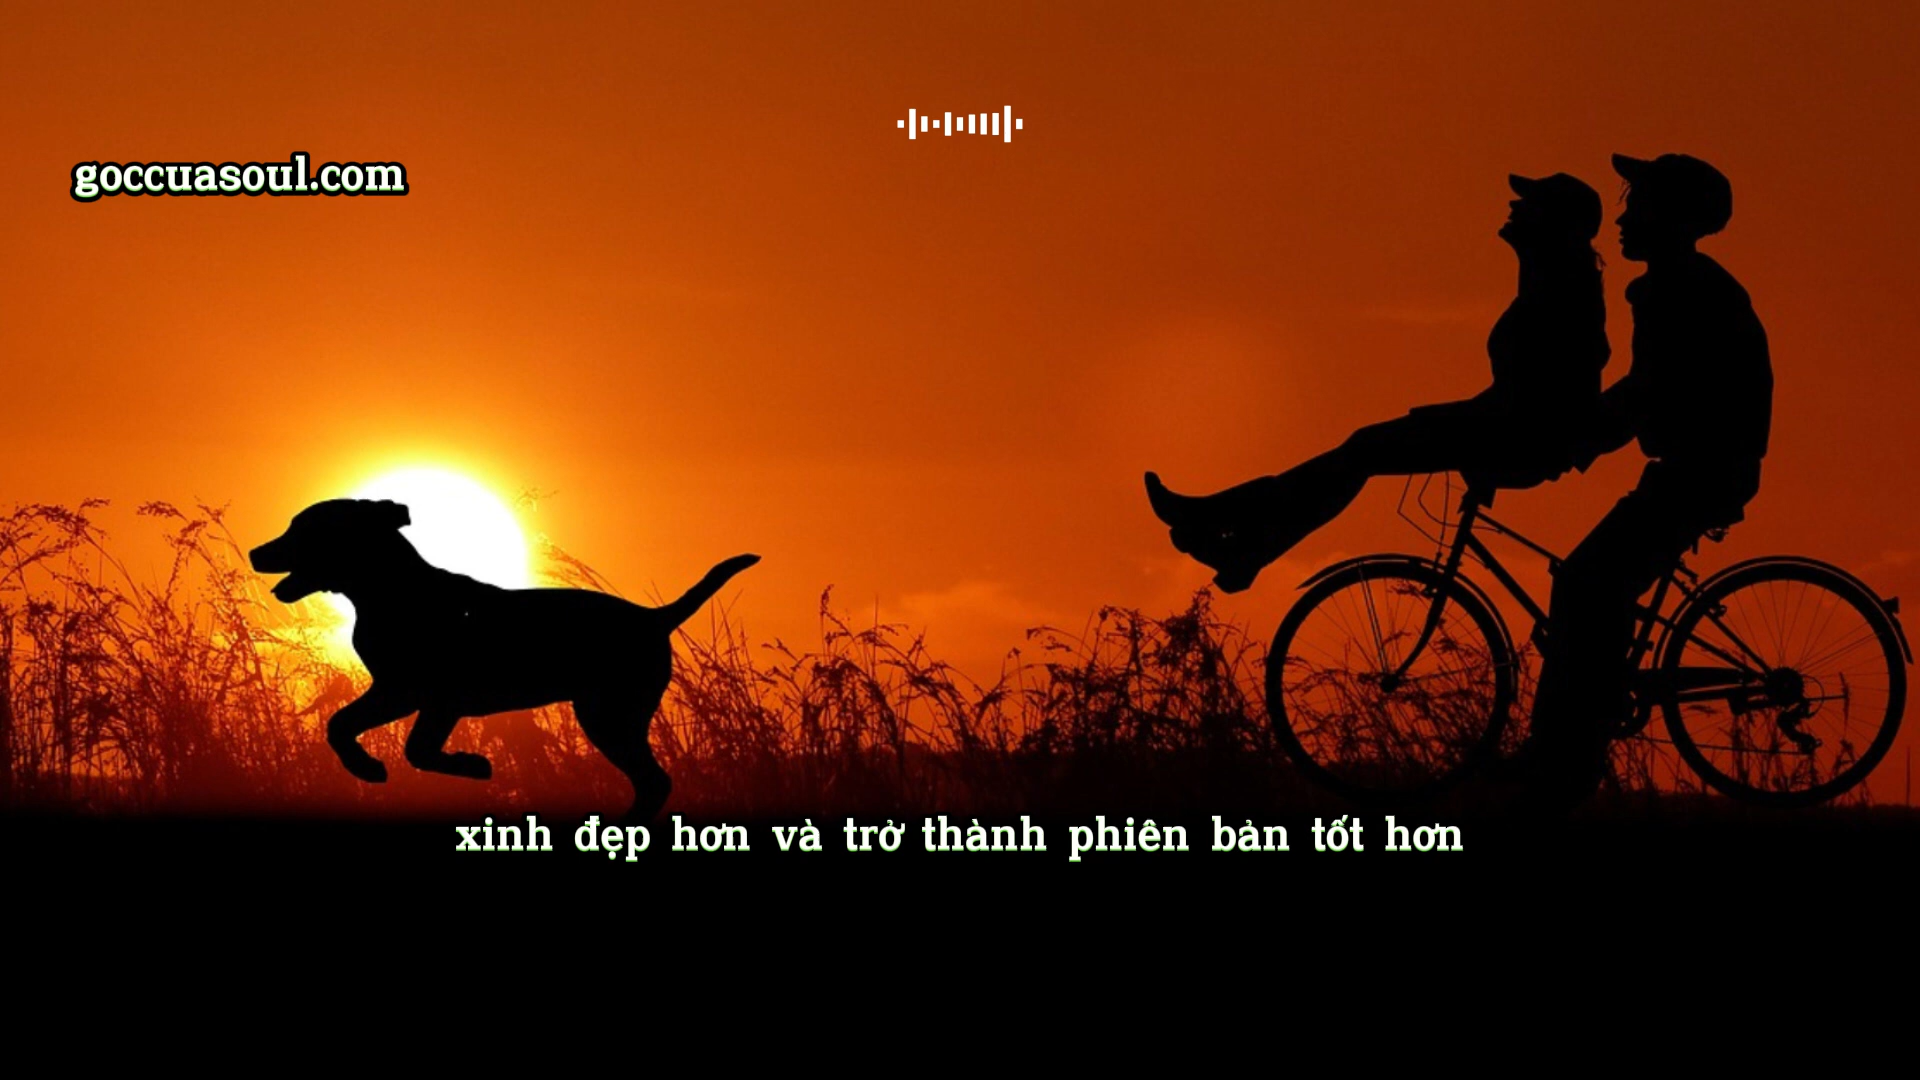 goccuasoul.com
xinh đẹp hơn và trở thành phiên bản tốt hơn